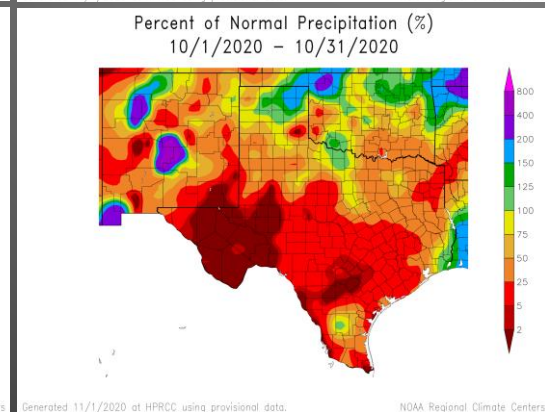 Percent of Normal Precipitation (%)
10/1/2020 – 10/31/2020
800
400
200
150
125
100
75
50
25
5
2
Generated 11/1/2020 at HPRCC using provisional data.
NOAA Regional Climate Centers